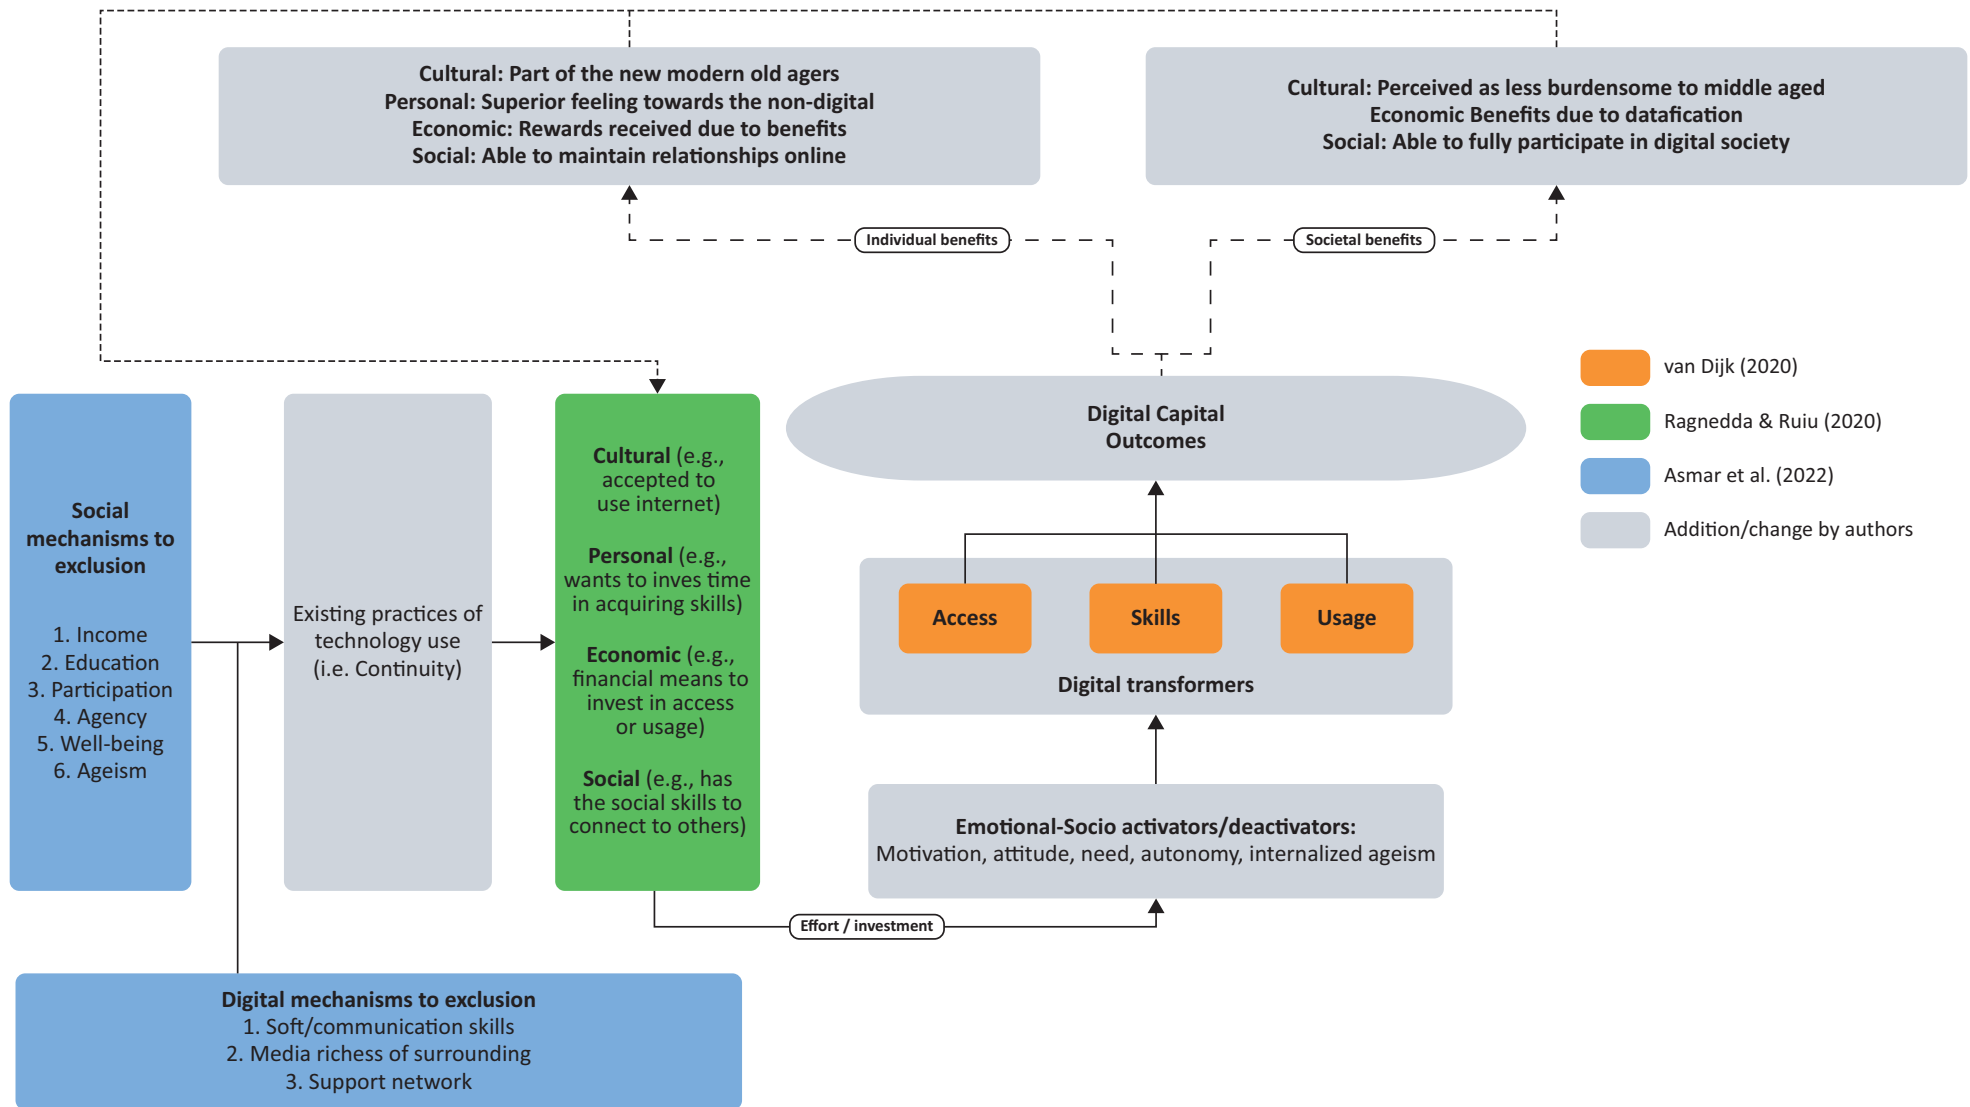 Cultural: Part of the new modern old agers
Personal: Superior feeling towards the non-digital
Economic: Rewards received due to benefits
Social: Able to maintain relationships online
Cultural: Perceived as less burdensome to middle aged
Economic Benefits due to datafication
Social: Able to fully participate in digital society
Individual benefits
Societal benefits
van Dijk (2020)
Ragnedda & Ruiu (2020)
Asmar et al. (2022)
Addition/change by authors
Social
mechanisms to
exclusion
1. Income
2. Education
3. Participation
4. Agency
5. Well-being
6. Ageism
Existing practices of
technology use
(i.e. Continuity)
Cultural (e.g.,
accepted to
use internet)
Personal (e.g.,
wants to inves time
in acquiring skills)
Economic (e.g.,
financial means to
invest in access
or usage)
Social (e.g., has
the social skills to
connect to others)
Digital Capital
Outcomes
Access
Skills
Usage
Digital transformers
Emotional-Socio activators/deactivators:
Motivation, attitude, need, autonomy, internalized ageism
Effort / investment
Digital mechanisms to exclusion
1. Soft/communication skills
2. Media richess of surrounding
3. Support network